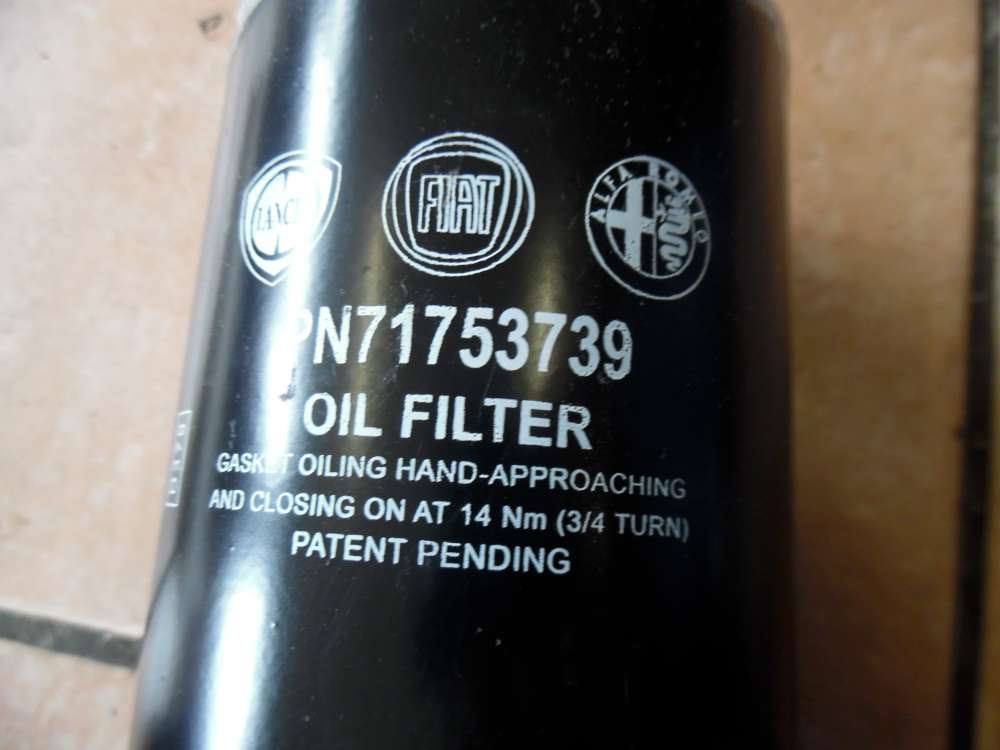 LANCIA
FIAT
ALFA ROMEO
PN71753739
OIL FILTER
GASKET OILING HAND-APPROACHING
AND CLOSING ON AT 14 Nm (3/4 TURN)
PATENT PENDING